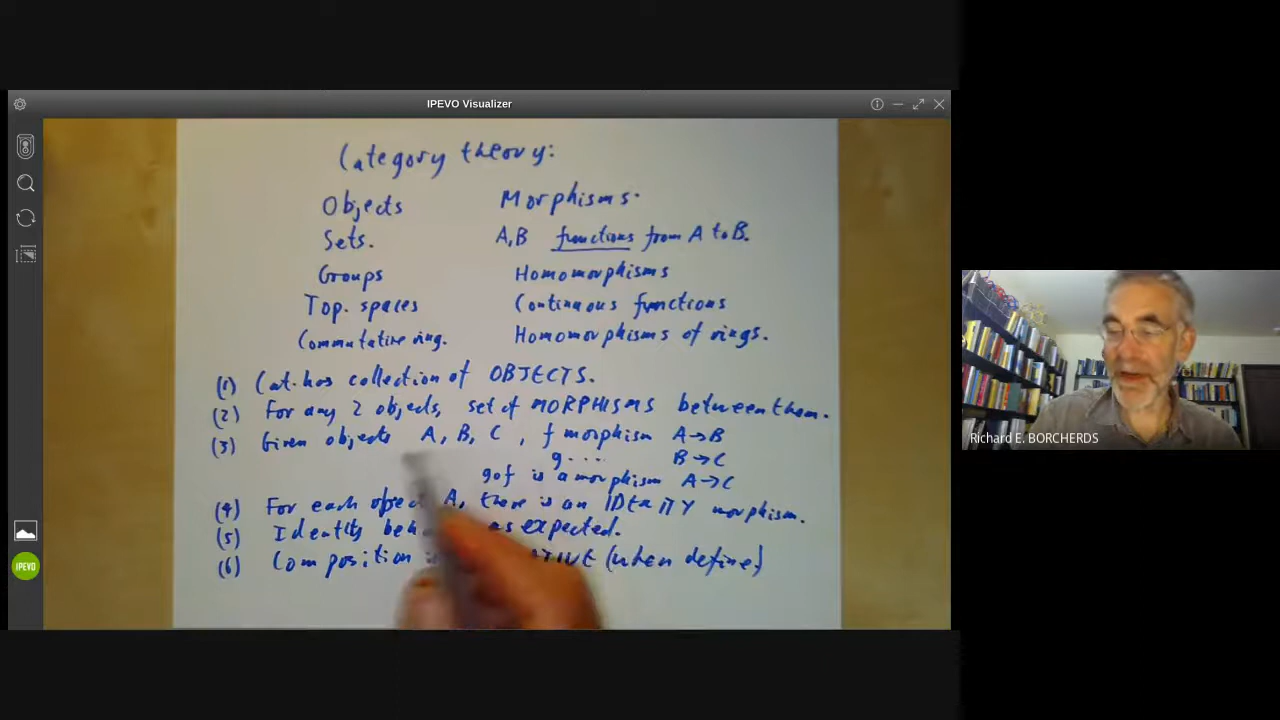 IPEVO Visualizer
Category theory:
Objects Morphisms.
Sets. A, B functions from A to B.
Groups Homomorphisms
Top. spaces Continuous functions
Commutative ring. Homomorphisms of rings.
(1) Cat. has collection of OBJECTS.
(2) For any 2 objects, set of MORPHISMS between them.
(3) Given objects A, B, C, f morphism A→B
g ... B→C
gof is a morphism A→C
(4) For each object A, there is an IDENTITY morphism.
(5) Identity as expected.
(6) Composition (when define)
IPEVO
Richard E. BORCHERDS